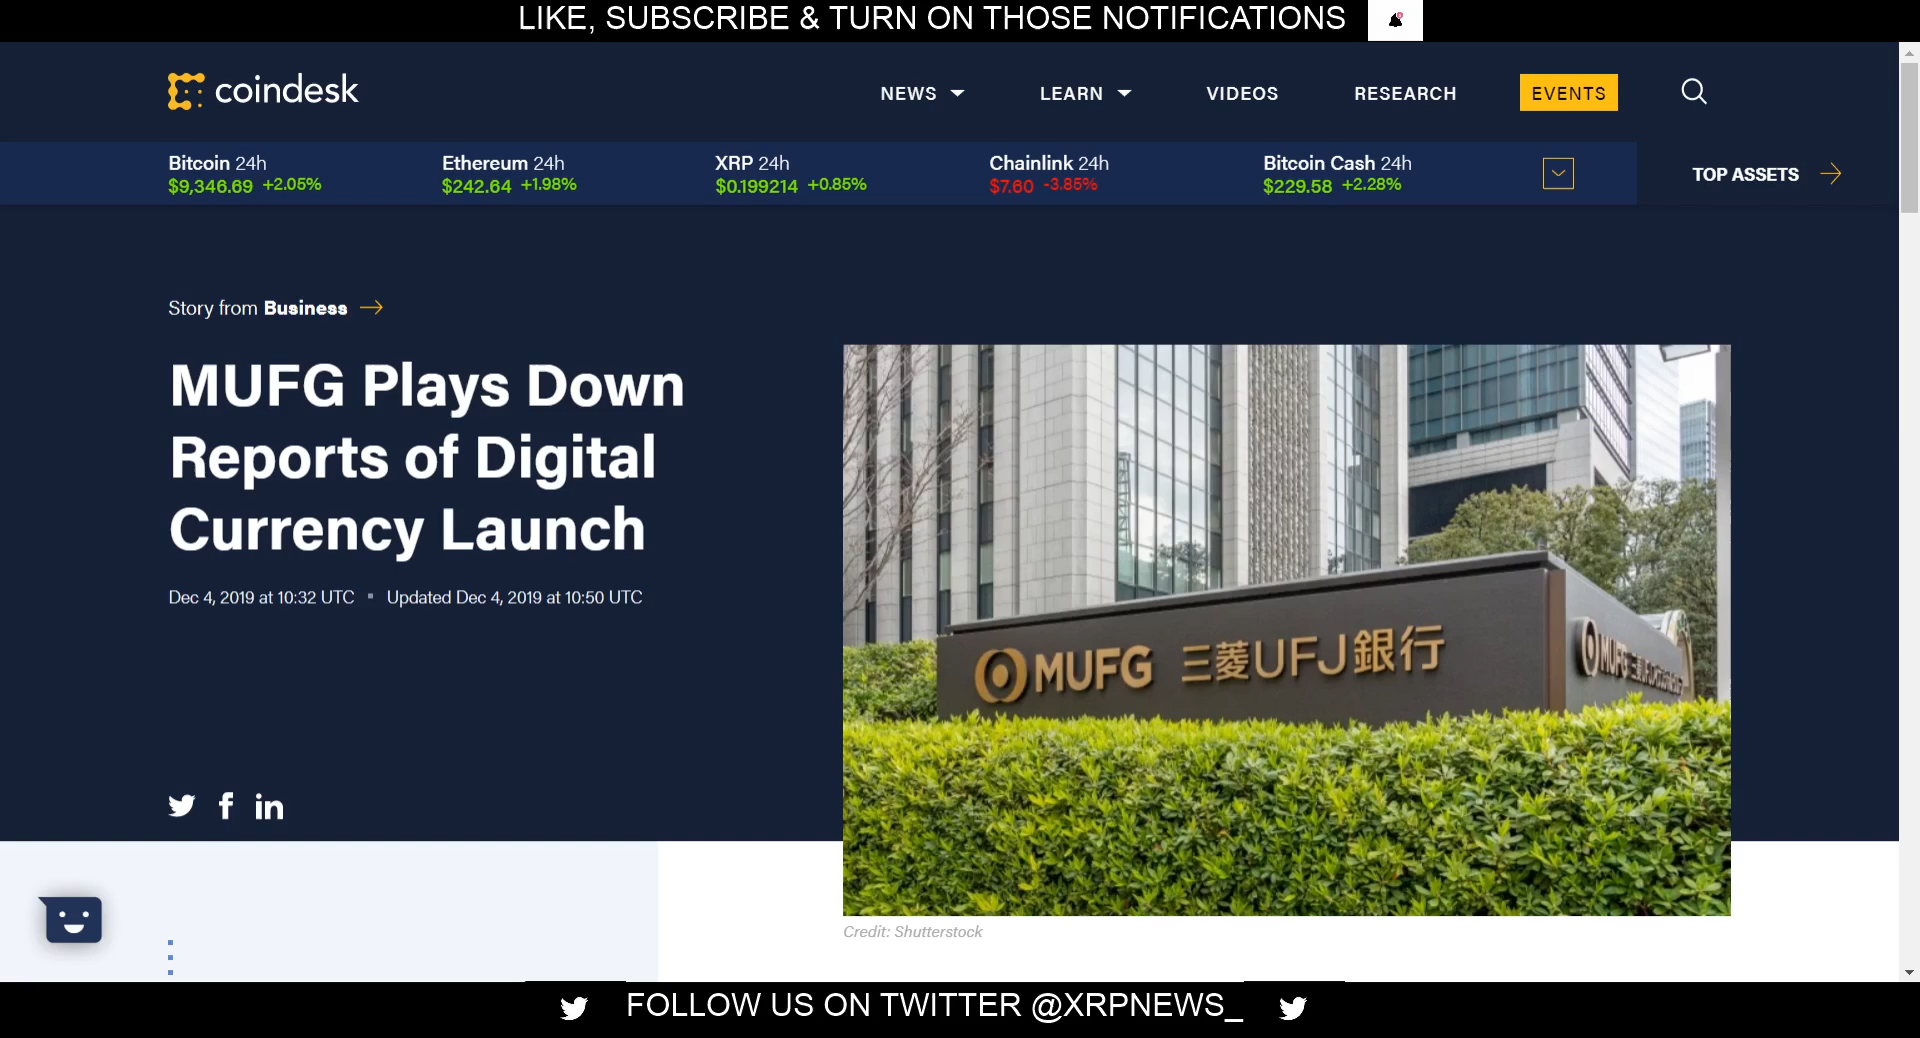 LIKE, SUBSCRIBE & TURN ON THOSE NOTIFICATIONS
coindesk
NEWS
LEARN
VIDEOS
RESEARCH
EVENTS
Bitcoin 24h
$9,346.69 +2.05%
Ethereum 24h
$242.64 +1.98%
XRP 24h
$0.199214 +0.85%
Chainlink 24h
$7.60 -3.85%
Bitcoin Cash 24h
$229.58 +2.28%
TOP ASSETS
Story from Business
MUFG Plays Down
Reports of Digital
Currency Launch
Dec 4, 2019 at 10:32 UTC ▪ Updated Dec 4, 2019 at 10:50 UTC
MUFG 三菱UFJ銀行
MUFG
Credit: Shutterstock
FOLLOW US ON TWITTER @XRPNEWS_